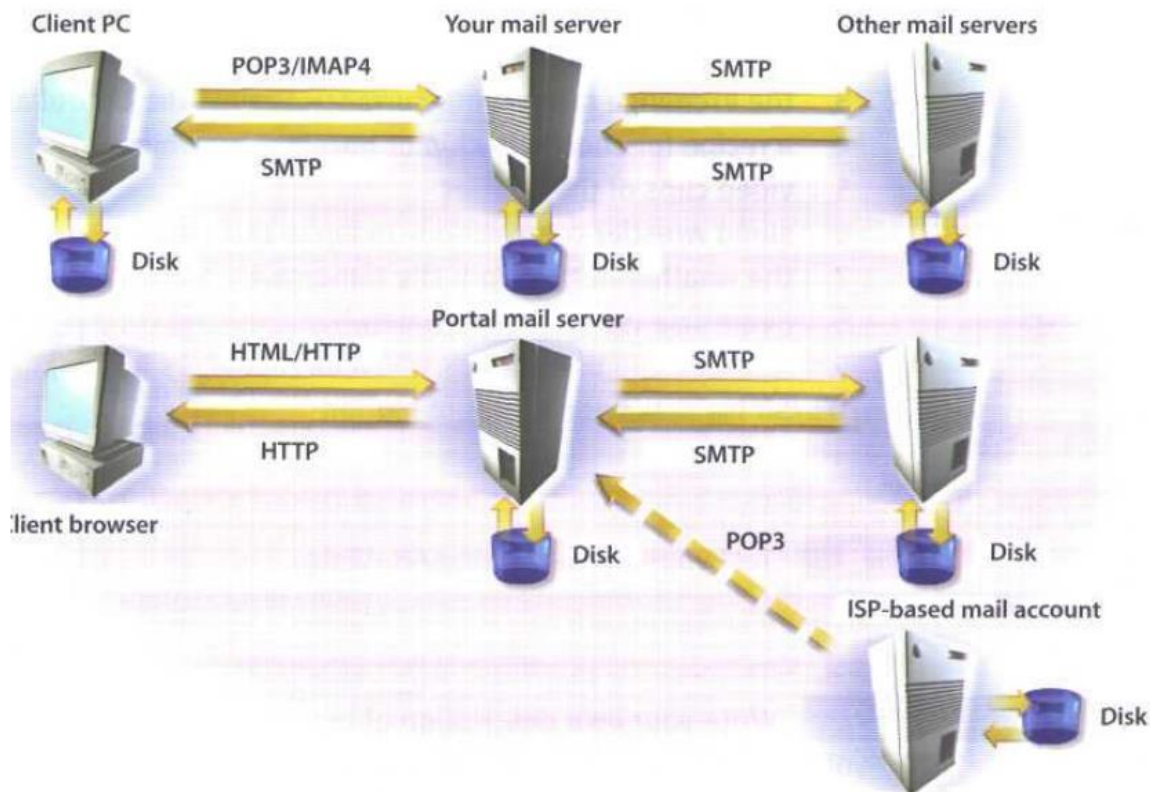 Client PC
Your mail server
Other mail servers
POP3/IMAP4
SMTP
SMTP
SMTP
Disk
Disk
Disk
Portal mail server
HTML/HTTP
SMTP
HTTP
SMTP
lient browser
Disk
POP3
Disk
ISP-based mail account
Disk